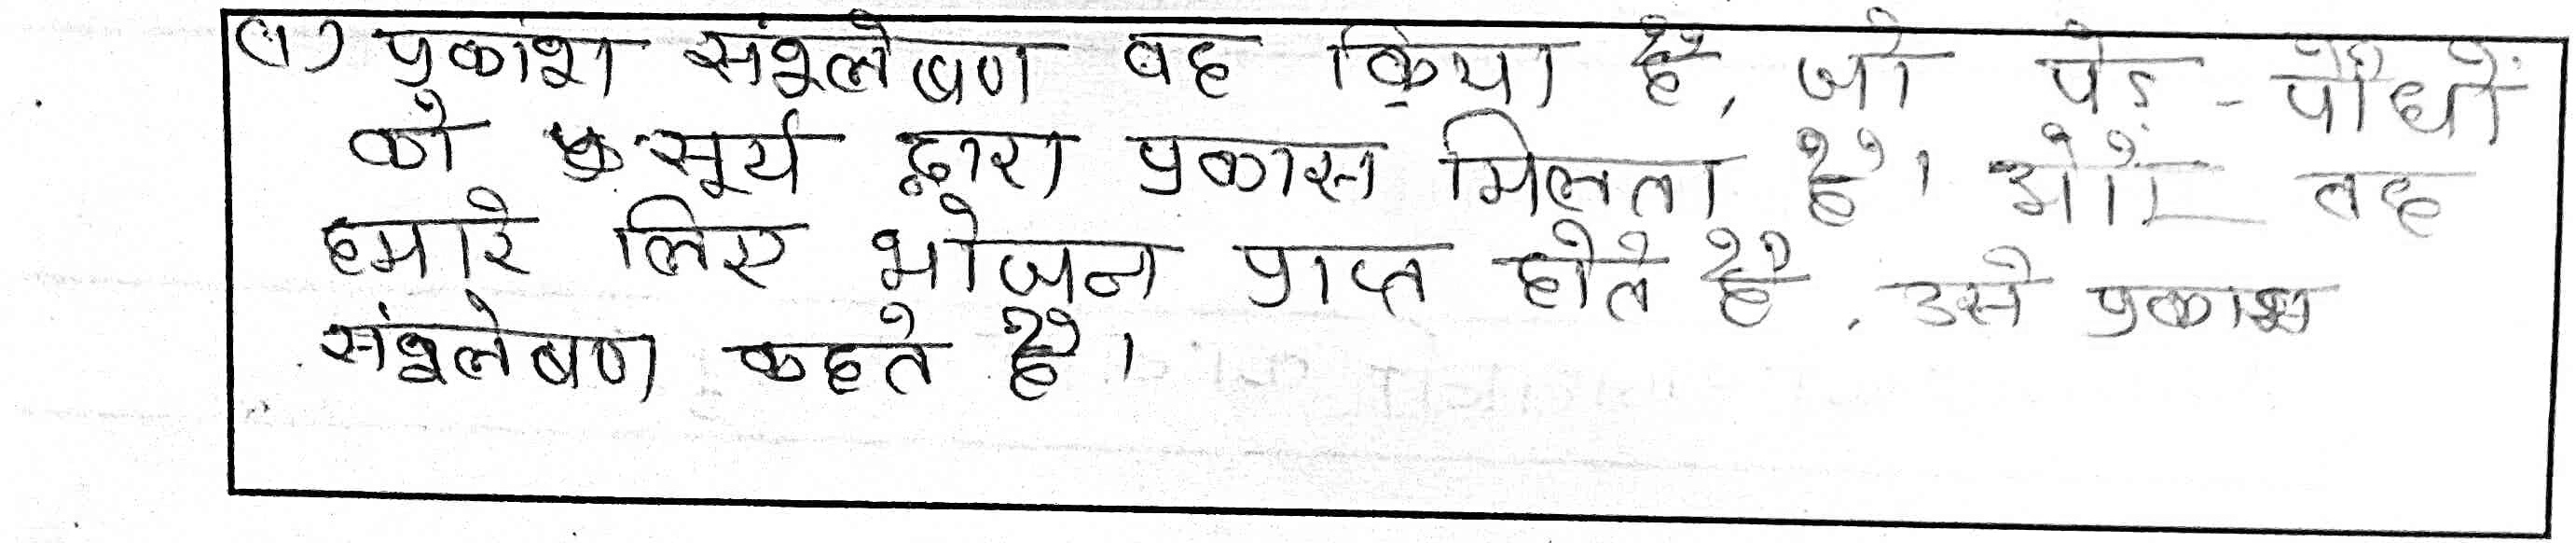 प्रकांश संश्लेषण वह क्रिया है, जो पेड़ - पौधों
को सूर्य द्वारा प्रकास मिलता है। और वह
हमारे लिए भोजन प्राप्त होते है, उसे प्रकाश
संश्लेषण कहते है।